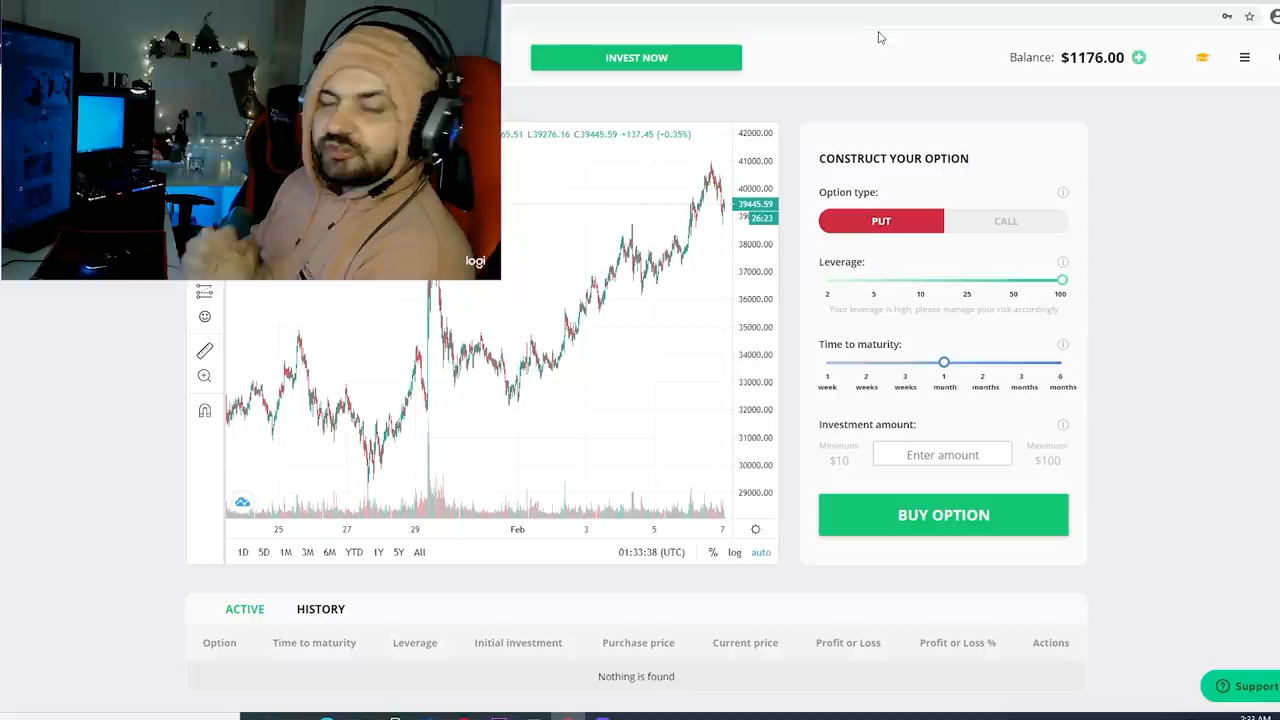 INVEST NOW
Balance: $1176.00
logi
65.51 L39276.16 C39445.59 +137.45 (+0.35%)
42000.00
41000.00
40000.00
39445.59
26:23
38000.00
37000.00
36000.00
35000.00
34000.00
33000.00
32000.00
31000.00
30000.00
29000.00
25 27 29 Feb 3 5 7
1D 5D 1M 3M 6M YTD 1Y 5Y All 01:33:38 (UTC) % log auto
CONSTRUCT YOUR OPTION
Option type:
PUT CALL
Leverage:
2 5 10 25 50 100
Your leverage is high, please manage your risk accordingly
Time to maturity:
1 2 3 1 2 3 6
week weeks weeks month months months months
Investment amount:
Minimum: Maximum:
$10 Enter amount $100
BUY OPTION
ACTIVE HISTORY
Option Time to maturity Leverage Initial investment Purchase price Current price Profit or Loss Profit or Loss % Actions
Nothing is found
Support